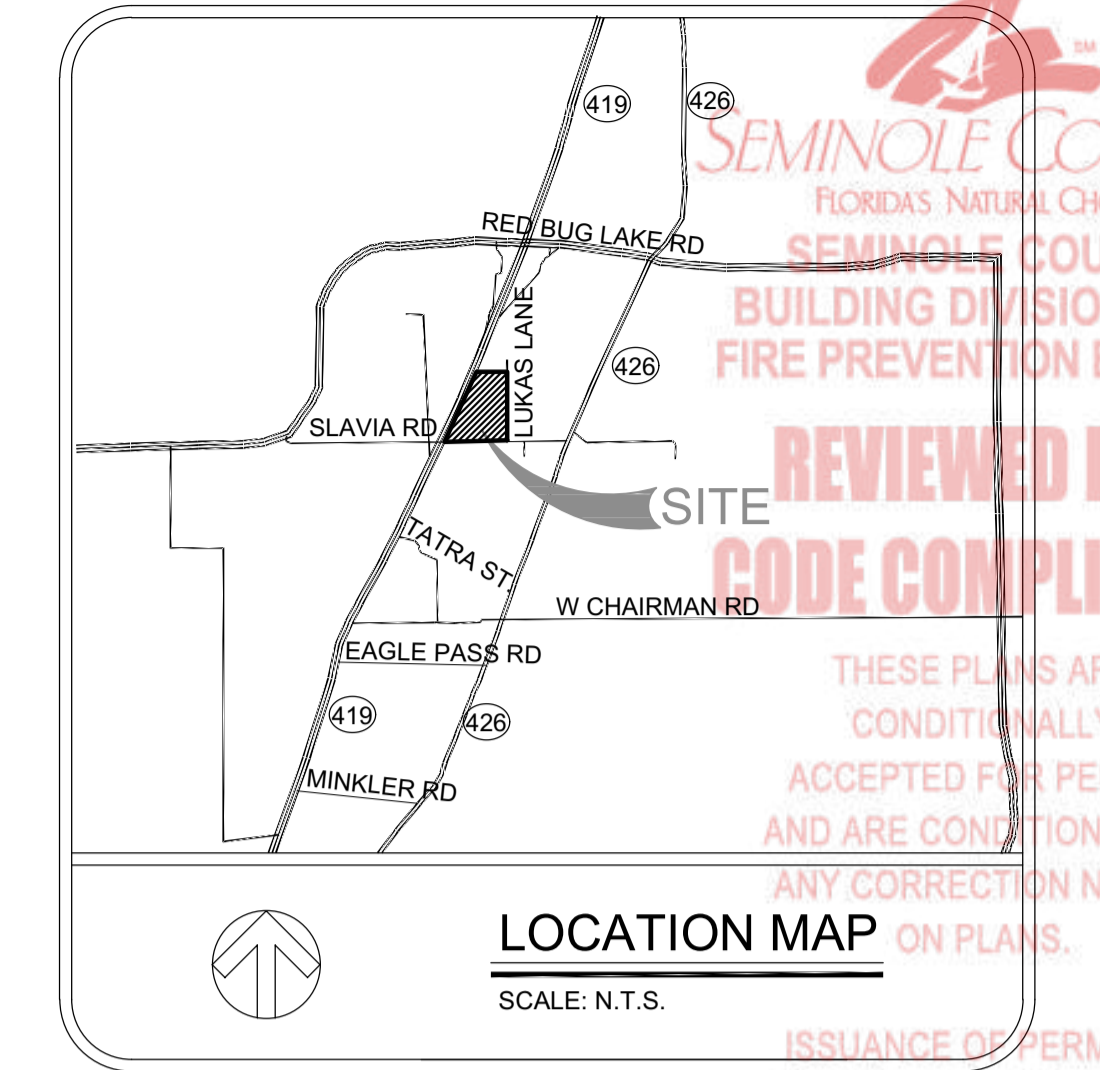 419
426
SM
SEMINOLE CO
FLORIDA'S NATURAL CH
RED BUG LAKE RD
SEMINOLE COU
BUILDING DIVISIO
FIRE PREVENTION
LUKAS LANE
426
SLAVIA RD
REVIEWED
SITE
TATRA ST.
CODE COMPLI
W CHAIRMAN RD
EAGLE PASS RD
THESE PLANS AR
419
426
CONDITIONALLY
MINKLER RD
ACCEPTED FOR PE
AND ARE CONDITION
ANY CORRECTION N
LOCATION MAP
ON PLANS.
SCALE: N.T.S.
ISSUANCE OF PERM